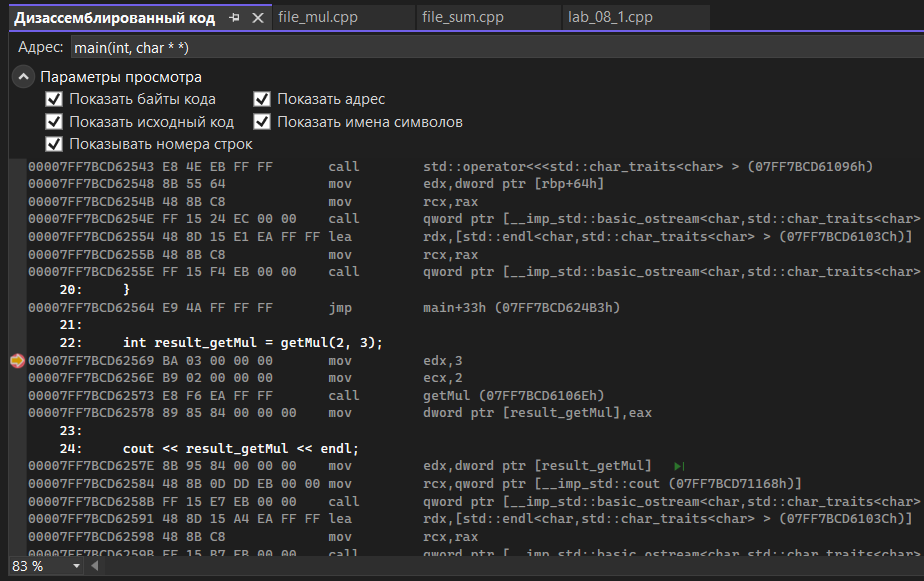 Дизассемблированный код file_mul.cpp file_sum.cpp lab_08_1.cpp
Адрес: main(int, char * *)
Параметры просмотра
Показать байты кода Показать адрес
Показать исходный код Показать имена символов
Показывать номера строк
00007FF7BCD62543 E8 4E EB FF FF call std::operator<<<std::char_traits<char> > (07FF7BCD61096h)
00007FF7BCD62548 8B 55 64 mov edx,dword ptr [rbp+64h]
00007FF7BCD6254B 48 8B C8 mov rcx,rax
00007FF7BCD6254E FF 15 24 EC 00 00 call qword ptr [__imp_std::basic_ostream<char,std::char_traits<char>
00007FF7BCD62554 48 8D 15 E1 EA FF FF lea rdx,[std::endl<char,std::char_traits<char> > (07FF7BCD6103Ch)]
00007FF7BCD6255B 48 8B C8 mov rcx,rax
00007FF7BCD6255E FF 15 F4 EB 00 00 call qword ptr [__imp_std::basic_ostream<char,std::char_traits<char>
20: }
00007FF7BCD62564 E9 4A FF FF FF jmp main+33h (07FF7BCD624B3h)
21:
22: int result_getMul = getMul(2, 3);
00007FF7BCD62569 BA 03 00 00 00 mov edx,3
00007FF7BCD6256E B9 02 00 00 00 mov ecx,2
00007FF7BCD62573 E8 F6 EA FF FF call getMul (07FF7BCD6106Eh)
00007FF7BCD62578 89 85 84 00 00 00 mov dword ptr [result_getMul],eax
23:
24: cout << result_getMul << endl;
00007FF7BCD6257E 8B 95 84 00 00 00 mov edx,dword ptr [result_getMul]
00007FF7BCD62584 48 8B 0D DD EB 00 00 mov rcx,qword ptr [__imp_std::cout (07FF7BCD71168h)]
00007FF7BCD6258B FF 15 E7 EB 00 00 call qword ptr [__imp_std::basic_ostream<char,std::char_traits<char>
00007FF7BCD62591 48 8D 15 A4 EA FF FF lea rdx,[std::endl<char,std::char_traits<char> > (07FF7BCD6103Ch)]
00007FF7BCD62598 48 8B C8 mov rcx,rax
00007FF7BCD6259B FF 15 B7 EB 00 00 call qword ptr [__imp_std::basic_ostream<char,std::char_traits<char>
83 %